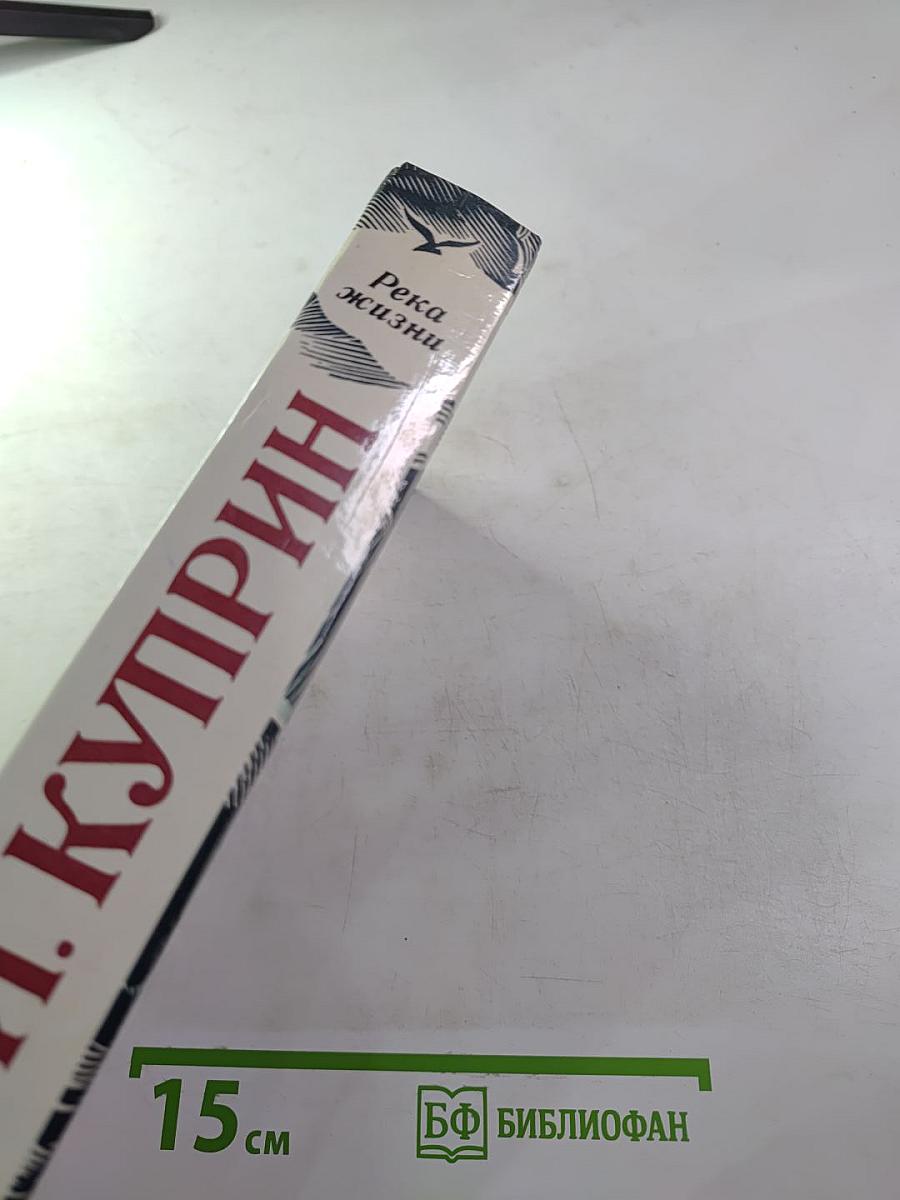 Река
жизни
И. КУПРИН
15 см
БФ БИБЛИОФАН